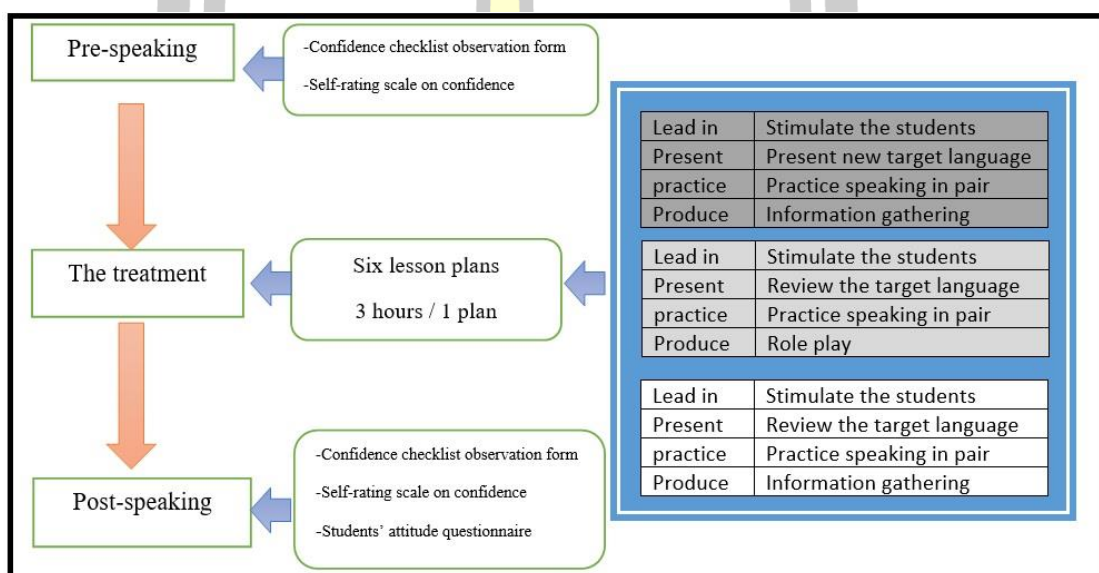 Pre-speaking
-Confidence checklist observation form
-Self-rating scale on confidence
The treatment
Six lesson plans
3 hours / 1 plan
Post-speaking
-Confidence checklist observation form
-Self-rating scale on confidence
-Students’ attitude questionnaire
Lead in Stimulate the students
Present Present new target language
practice Practice speaking in pair
Produce Information gathering
Lead in Stimulate the students
Present Review the target language
practice Practice speaking in pair
Produce Role play
Lead in Stimulate the students
Present Review the target language
practice Practice speaking in pair
Produce Information gathering